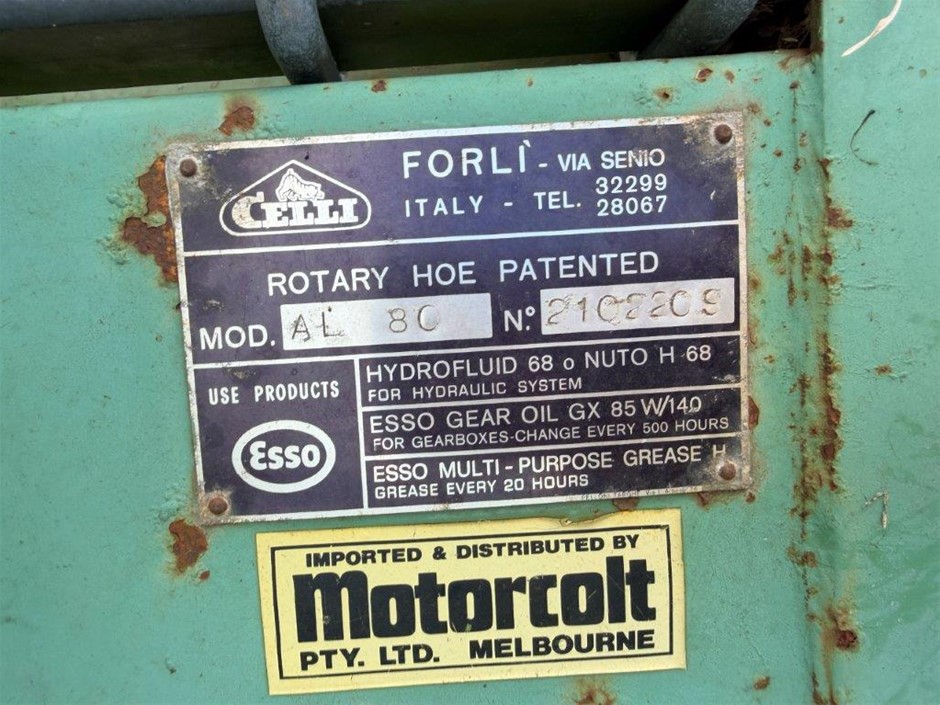 CELLI
FORLÌ - VIA SENIO
ITALY - TEL. 32299
28067
ROTARY HOE PATENTED
MOD. AL 80 N.º 2102209
USE PRODUCTS
Esso
HYDROFLUID 68 o NUTO H 68
FOR HYDRAULIC SYSTEM
ESSO GEAR OIL GX 85W/140
FOR GEARBOXES-CHANGE EVERY 500 HOURS
ESSO MULTI-PURPOSE GREASE H
GREASE EVERY 20 HOURS
IMPORTED & DISTRIBUTED BY
Motorcolt
PTY. LTD. MELBOURNE